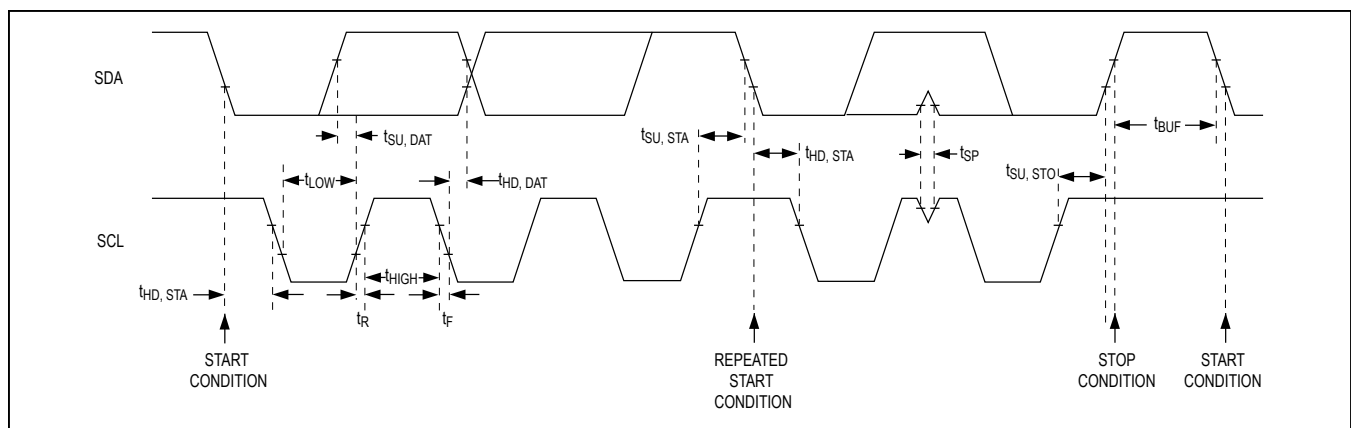 SDA
tSU, DAT
tSU, STA
tHD, STA
tSP
tBUF
tLOW
tHD, DAT
tSU, STO
SCL
tHIGH
tHD, STA
tR
tF
START
CONDITION
REPEATED
START
CONDITION
STOP
CONDITION
START
CONDITION